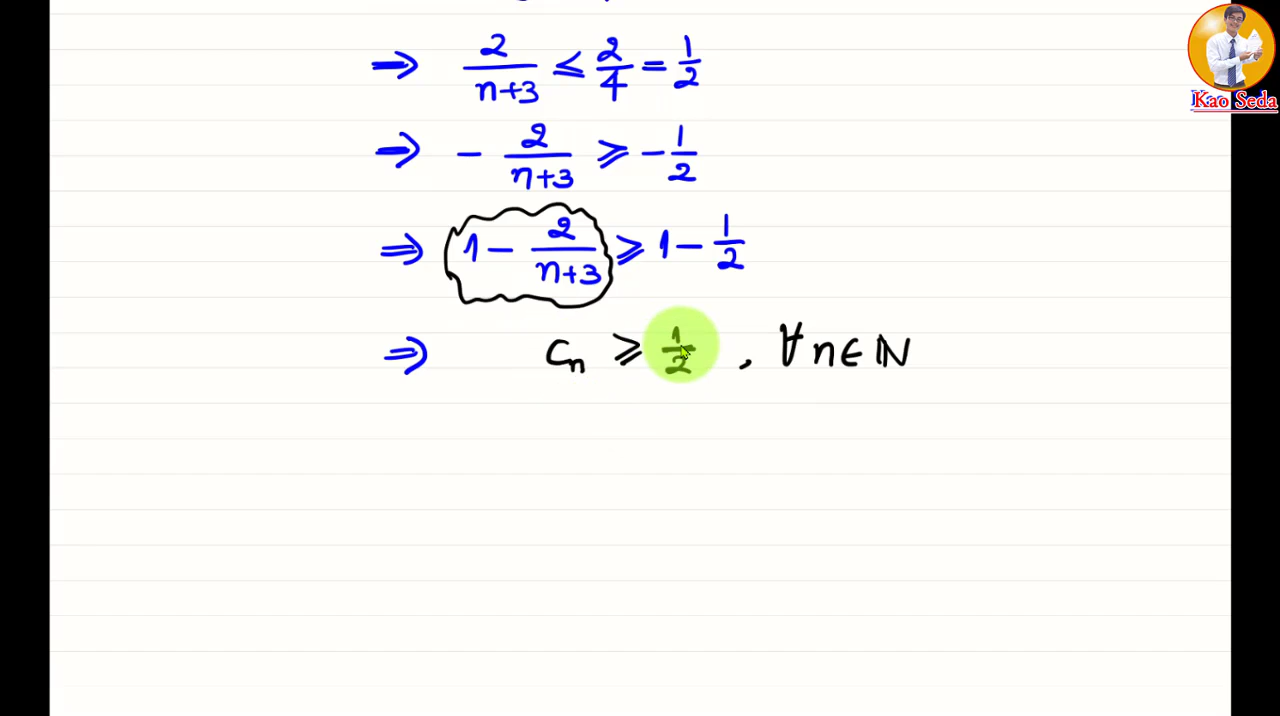 Kao Seda
⇒ 2/(n+3) ⩽ 2/4 = 1/2
⇒ - 2/(n+3) ⩾ - 1/2
⇒ 1 - 2/(n+3) ⩾ 1 - 1/2
⇒ Cn ⩾ 1/2 , ∀ n ∈ ℕ